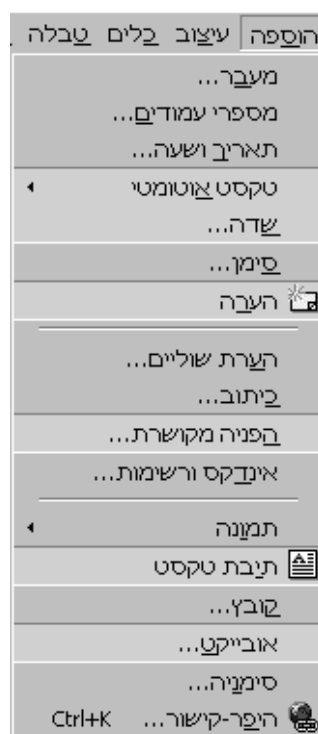 הוספה עיצוב כלים טבלה
מעבר...
מספרי עמודים...
תאריך ושעה...
טקסט אוטומטי
שדה...
סימן...
הערה
הערת שוליים...
כיתוב...
הפניה מקושרת...
אינדקס ורשימות...
תמונה
תיבת טקסט
קובץ...
אובייקט...
סימניה...
היפר-קישור... Ctrl+K